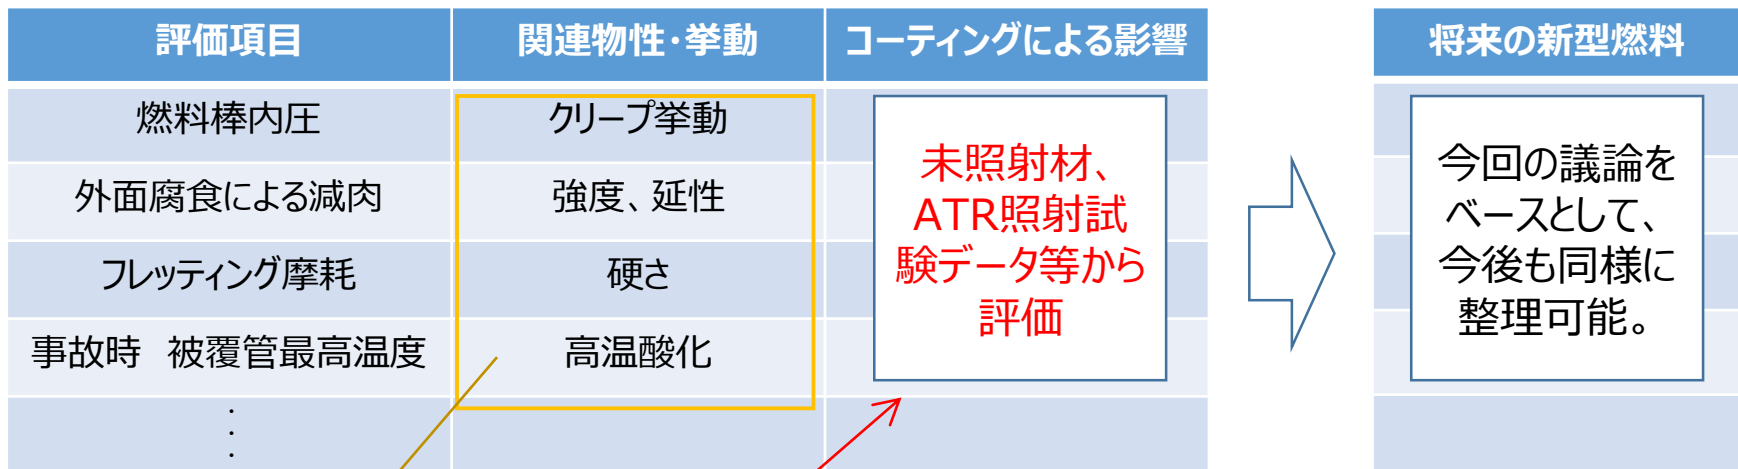 評価項目 関連物性・挙動 コーティングによる影響 将来の新型燃料
燃料棒内圧 クリープ挙動
外面腐食による減肉 強度、延性
フレッティング摩耗 硬さ
事故時　被覆管最高温度 高温酸化
・
・
・
未照射材、
ATR照射試
験データ等から
評価
今回の議論を
ベースとして、
今後も同様に
整理可能。